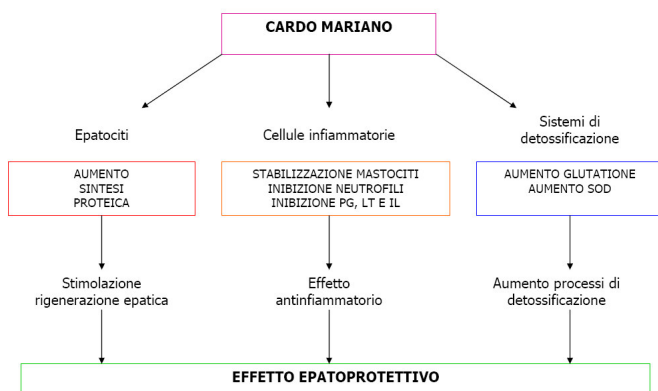 CARDO MARIANO
Epatociti
Cellule infiammatorie
Sistemi di
detossificazione
AUMENTO
SINTESI
PROTEICA
STABILIZZAZIONE MASTOCITI
INIBIZIONE NEUTROFILI
INIBIZIONE PG, LT E IL
AUMENTO GLUTATIONE
AUMENTO SOD
Stimolazione
rigenerazione epatica
Effetto
antinfiammatorio
Aumento processi di
detossificazione
EFFETTO EPATOPROTETTIVO